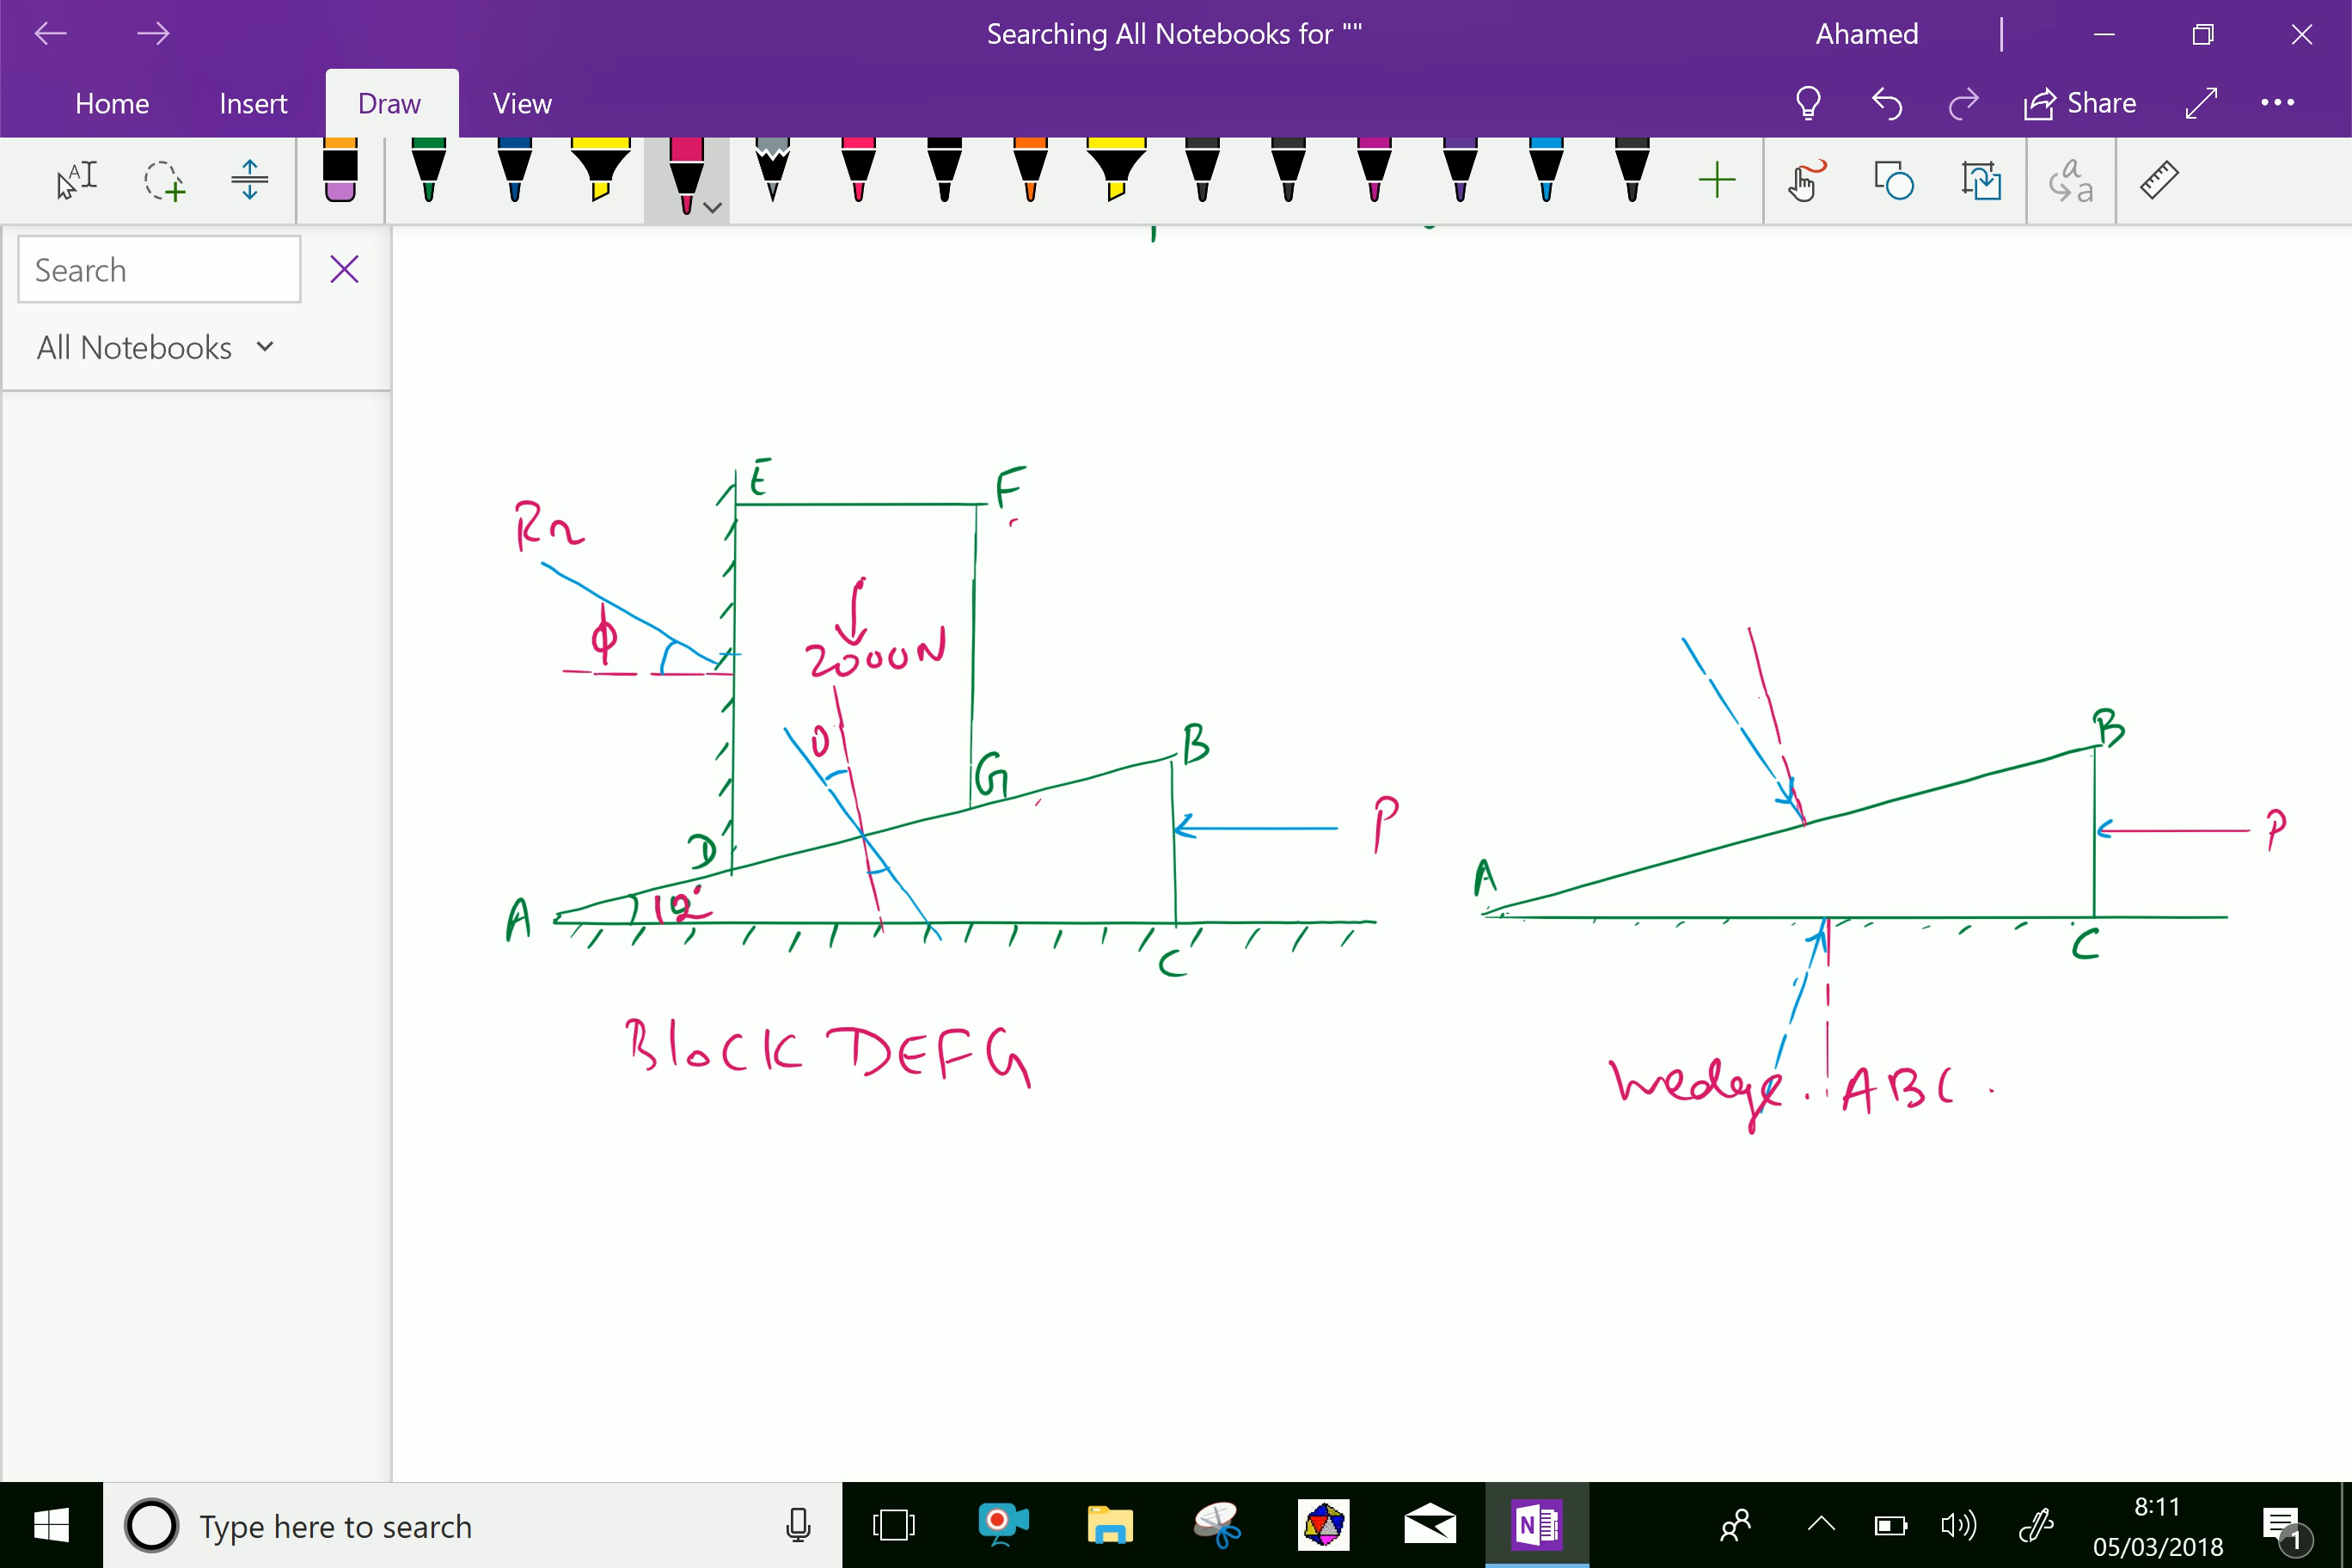 Searching All Notebooks for ""
Ahamed
Home Insert Draw View
Share
Search
All Notebooks
E
F
Rn
ϕ
2000N
B
G
D
P
A
12°
C
BLOCK DEFG
B
A
P
C
wedge. ABC.
Type here to search
8:11
05/03/2018
1